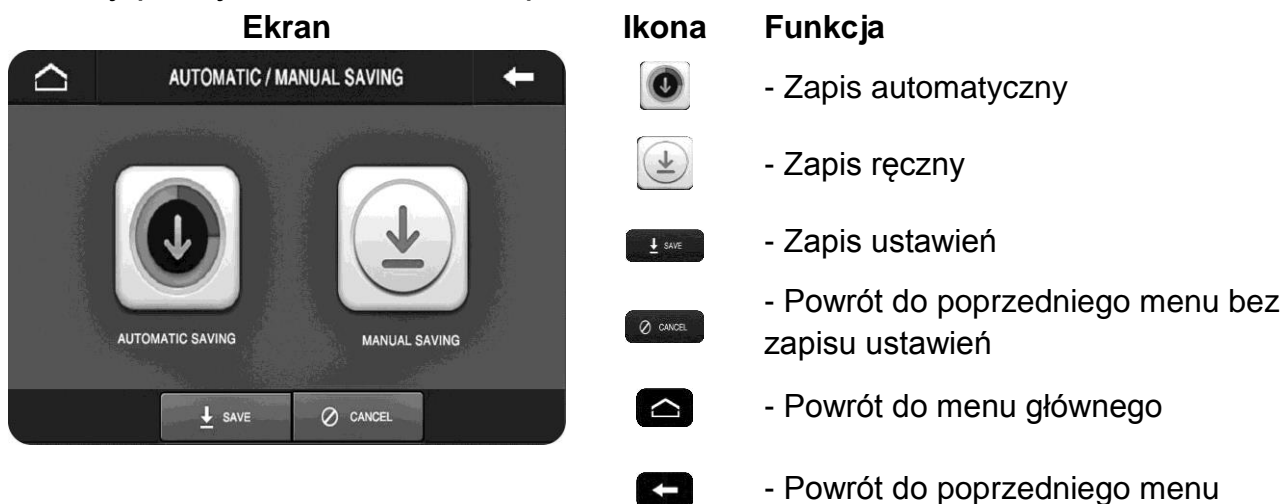 Ekran
Ikona
Funkcja
AUTOMATIC / MANUAL SAVING
AUTOMATIC SAVING
MANUAL SAVING
SAVE
CANCEL
- Zapis automatyczny
- Zapis ręczny
SAVE
- Zapis ustawień
CANCEL
- Powrót do poprzedniego menu bez
zapisu ustawień
- Powrót do menu głównego
- Powrót do poprzedniego menu